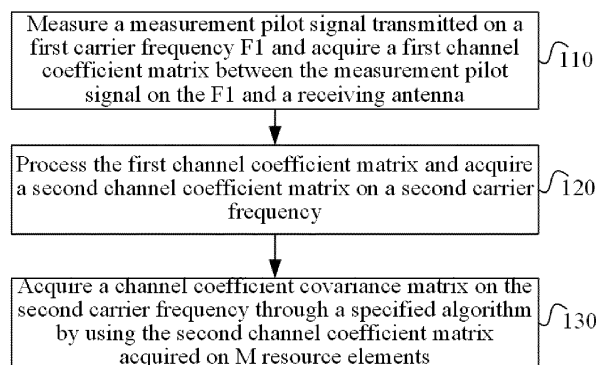 Measure a measurement pilot signal transmitted on
a first carrier frequency F1 and acquire a first channel
coefficient matrix between the measurement pilot
signal on the F1 and a receiving antenna
110
Process the first channel coefficient matrix and acquire
a second channel coefficient matrix on a second carrier
frequency
120
Acquire a channel coefficient covariance matrix on the
second carrier frequency through a specified algorithm
by using the second channel coefficient matrix
acquired on M resource elements
130